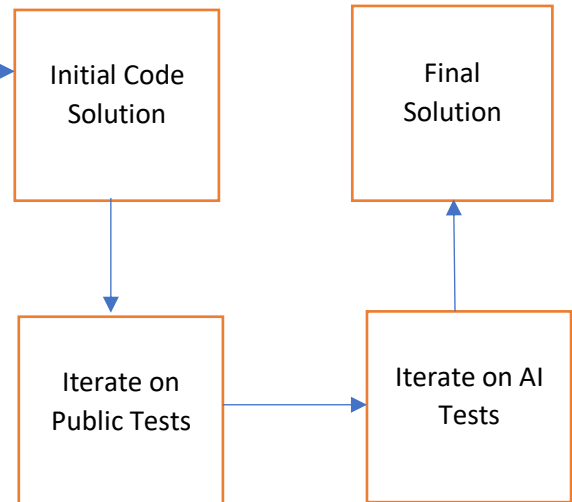 Initial Code
Solution
Final
Solution
Iterate on
Public Tests
Iterate on AI
Tests